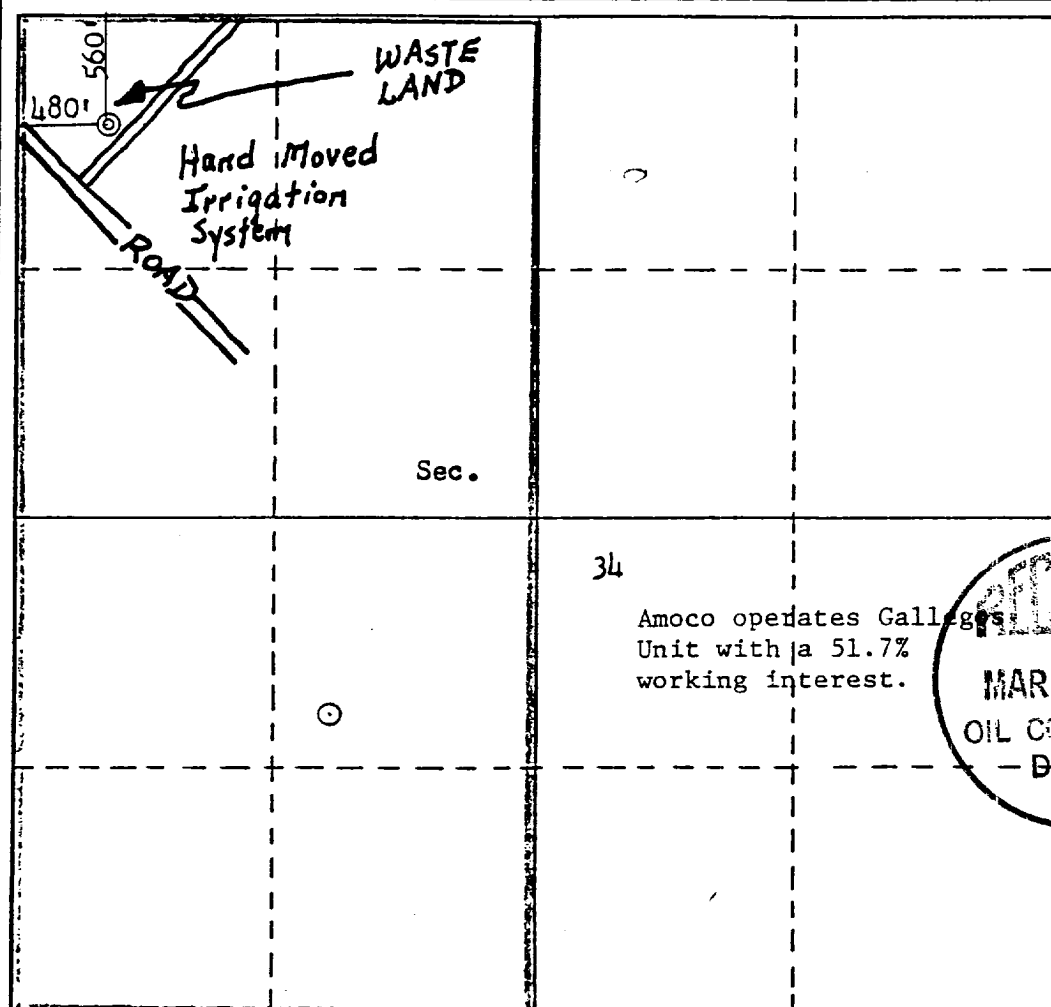 560'
WASTE
LAND
480'
Hand Moved
Irrigation
System
ROAD
Sec.
34
Amoco operates Gallegos
Unit with a 51.7%
working interest.
MAR
OIL